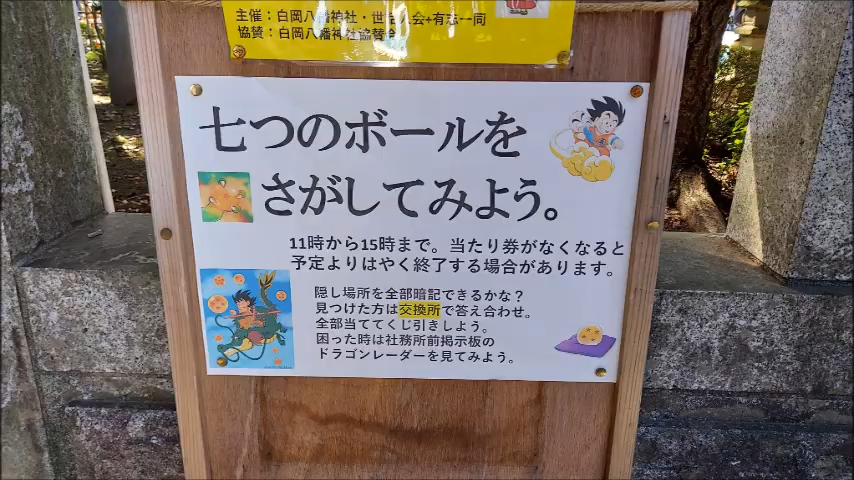 主催：白岡八幡神社・世話人会+有志一同
協賛：白岡八幡神社協賛会
七つのボールを
さがしてみよう。
11時から15時まで。当たり券がなくなると
予定よりはやく終了する場合があります。
隠し場所を全部暗記できるかな？
見つけた方は交換所で答え合わせ。
全部当ててくじ引きしよう。
困った時は社務所前掲示板の
ドラゴンレーダーを見てみよう。